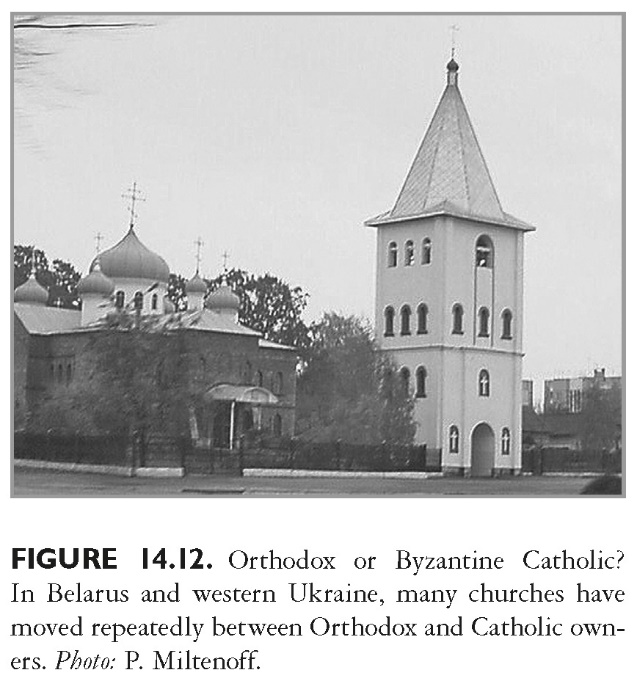 FIGURE 14.12. Orthodox or Byzantine Catholic?
In Belarus and western Ukraine, many churches have
moved repeatedly between Orthodox and Catholic own-
ers. Photo: P. Miltenoff.